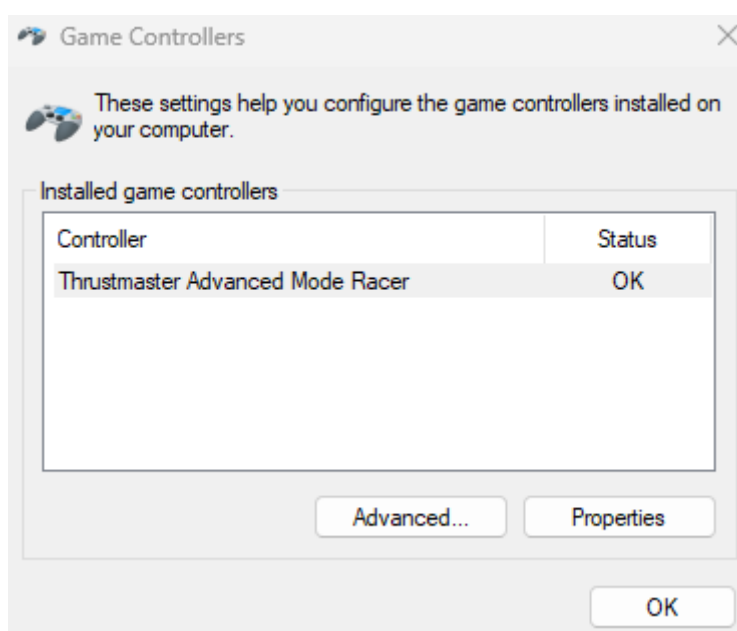 Game Controllers
These settings help you configure the game controllers installed on
your computer.
Installed game controllers
Controller Status
Thrustmaster Advanced Mode Racer OK
Advanced... Properties
OK